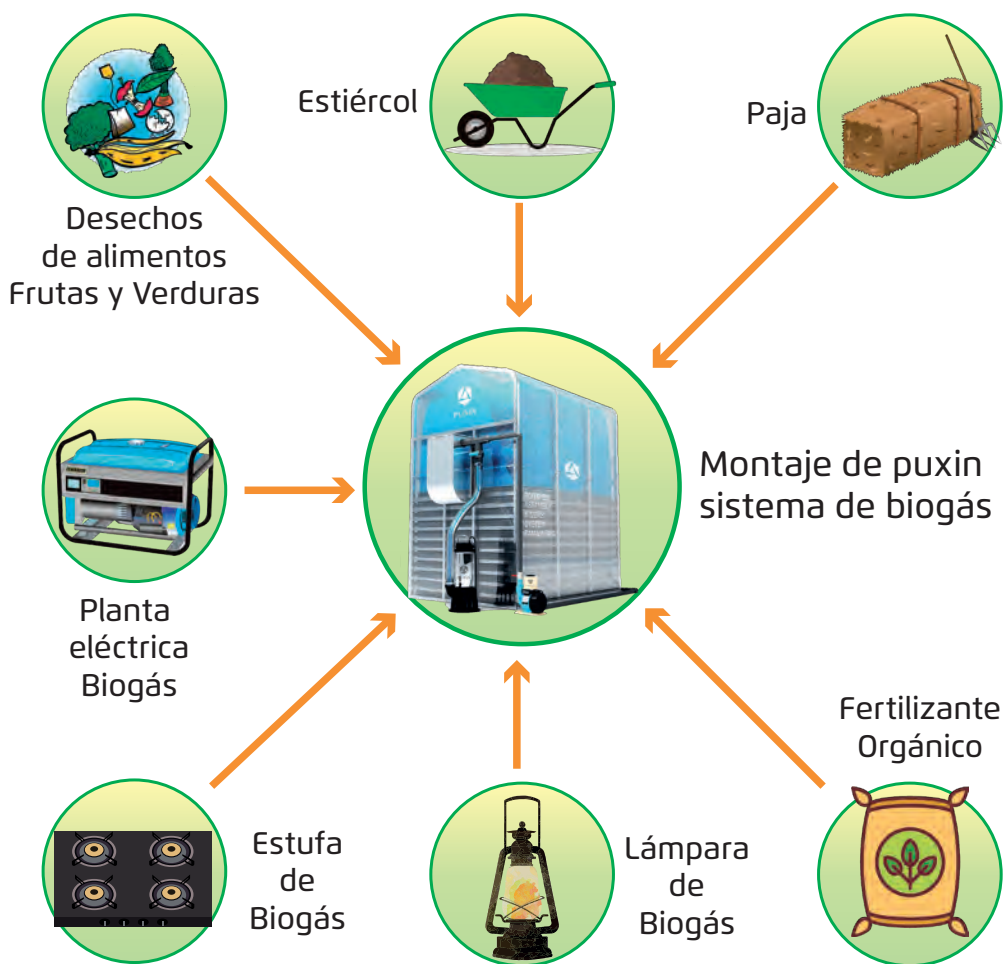 Estiércol
Paja
Desechos
de alimentos
Frutas y Verduras
PUXIN
Montaje de puxin
sistema de biogás
Planta
eléctrica
Biogás
Fertilizante
Orgánico
Estufa
de
Biogás
Lámpara
de
Biogás